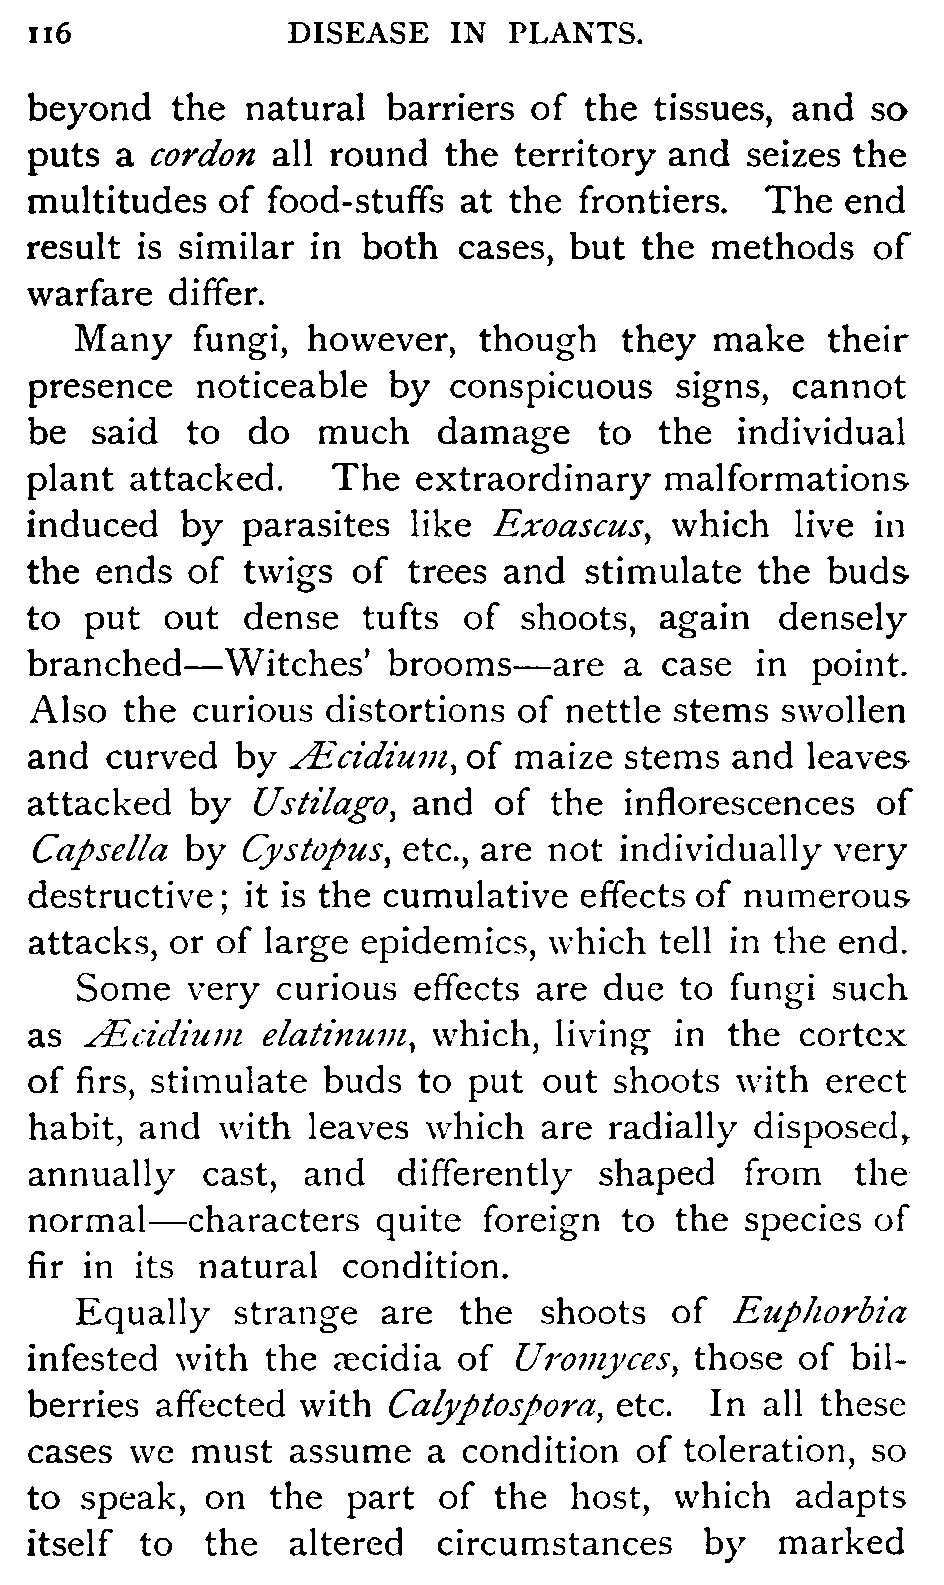 116 DISEASE IN PLANTS.
beyond the natural barriers of the tissues, and so
puts a cordon all round the territory and seizes the
multitudes of food-stuffs at the frontiers. The end
result is similar in both cases, but the methods of
warfare differ.
Many fungi, however, though they make their
presence noticeable by conspicuous signs, cannot
be said to do much damage to the individual
plant attacked. The extraordinary malformations
induced by parasites like Exoascus, which live in
the ends of twigs of trees and stimulate the buds
to put out dense tufts of shoots, again densely
branched—Witches' brooms—are a case in point.
Also the curious distortions of nettle stems swollen
and curved by Æcidium, of maize stems and leaves
attacked by Ustilago, and of the inflorescences of
Capsella by Cystopus, etc., are not individually very
destructive; it is the cumulative effects of numerous
attacks, or of large epidemics, which tell in the end.
Some very curious effects are due to fungi such
as Æcidium elatinum, which, living in the cortex
of firs, stimulate buds to put out shoots with erect
habit, and with leaves which are radially disposed,
annually cast, and differently shaped from the
normal—characters quite foreign to the species of
fir in its natural condition.
Equally strange are the shoots of Euphorbia
infested with the æcidia of Uromyces, those of bil-
berries affected with Calyptospora, etc. In all these
cases we must assume a condition of toleration, so
to speak, on the part of the host, which adapts
itself to the altered circumstances by marked